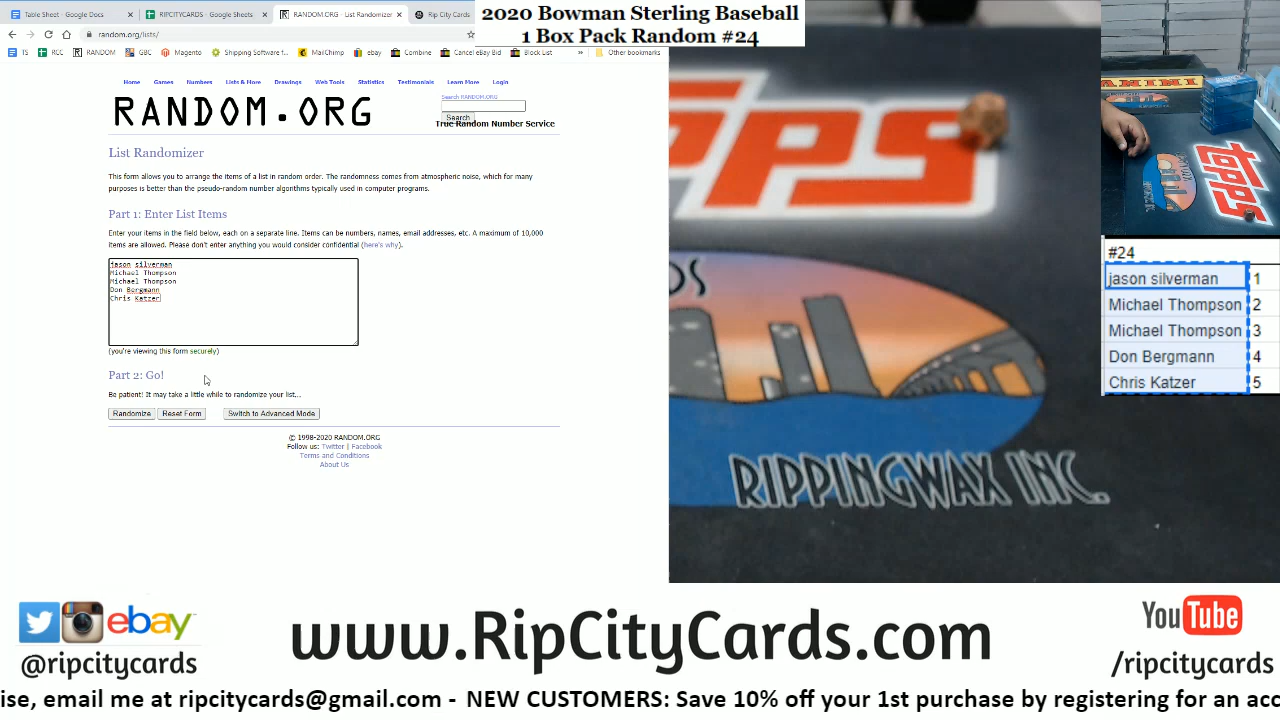 Table Sheet - Google Docs
RIPCITYCARDS - Google Sheets
RANDOM.ORG - List Randomizer
Rip City Cards
random.org/lists/
TS
RCC
RANDOM
GBC
Magento
Shipping Software f...
MailChimp
ebay
Combine
Cancel eBay Bid
Block List
»
Other bookmarks
2020 Bowman Sterling Baseball
1 Box Pack Random #24
Home Games Numbers Lists & More Drawings Web Tools Statistics Testimonials Learn More Login
RANDOM.ORG
Search RANDOM.ORG
Search
True Random Number Service
List Randomizer
This form allows you to arrange the items of a list in random order. The randomness comes from atmospheric noise, which for many
purposes is better than the pseudo-random number algorithms typically used in computer programs.
Part 1: Enter List Items
Enter your items in the field below, each on a separate line. Items can be numbers, names, email addresses, etc. A maximum of 10,000
items are allowed. Please don't enter anything you would consider confidential (here's why).
jason silverman
Michael Thompson
Michael Thompson
Don Bergmann
Chris Katzer
(you're viewing this form securely)
Part 2: Go!
Be patient! It may take a little while to randomize your list...
Randomize
Reset Form
Switch to Advanced Mode
© 1998-2020 RANDOM.ORG
Follow us: Twitter | Facebook
Terms and Conditions
About Us
RIPPINGWAX INC.
topps
#24
jason silverman 1
Michael Thompson 2
Michael Thompson 3
Don Bergmann 4
Chris Katzer 5
ebay
@ripcitycards
www.RipCityCards.com
YouTube
/ripcitycards
ise, email me at ripcitycards@gmail.com - NEW CUSTOMERS: Save 10% off your 1st purchase by registering for an acc